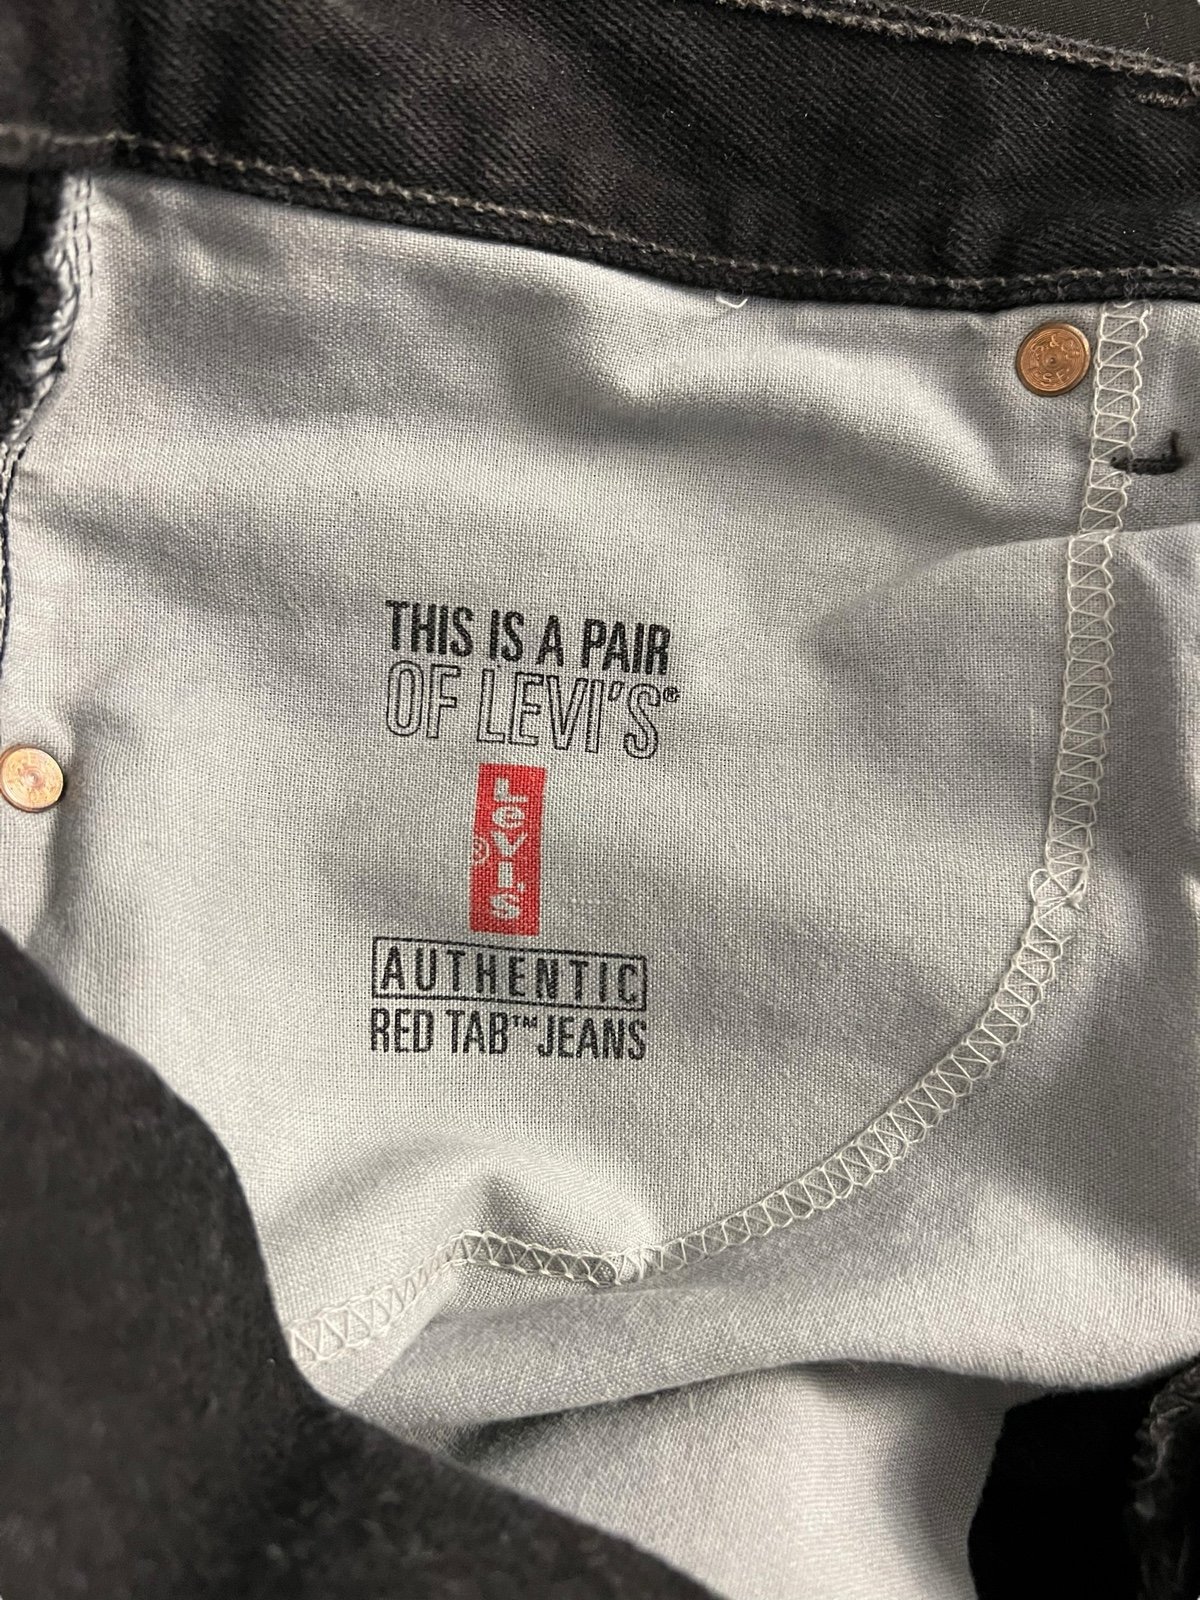 THIS IS A PAIR
OF LEVI'S®
LEVI'S
®
AUTHENTIC
RED TAB™ JEANS